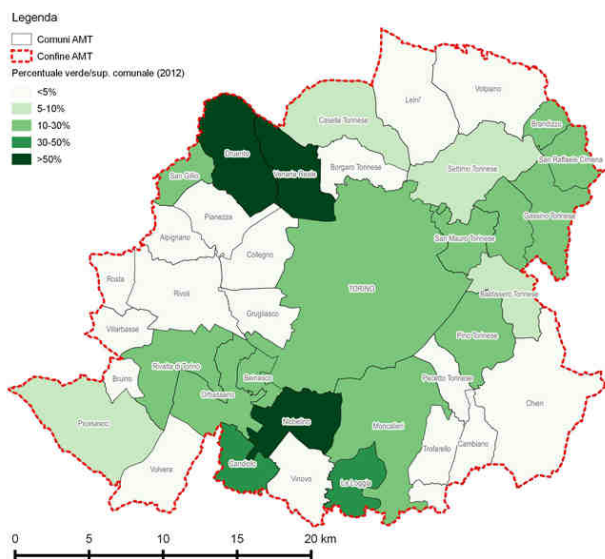 Legenda
Comuni AMT
Confine AMT
Percentuale verde/sup. comunale (2012)
<5%
5-10%
10-30%
30-50%
>50%
Leinì
Volpiano
Caselle Torinese
Brandizzo
Druento
Venaria Reale
Borgaro Torinese
Settimo Torinese
San Raffaele Cimena
San Gillio
Pianezza
Gassino Torinese
Alpignano
San Mauro Torinese
Collegno
Rosta
Rivoli
TORINO
Baldissero Torinese
Grugliasco
Villarbasse
Pino Torinese
Rivalta di Torino
Beinasco
Bruino
Pecetto Torinese
Orbassano
Chieri
Piossasco
Nichelino
Moncalieri
Trofarello
Cambiano
Volvera
Candiolo
Vinovo
La Loggia
0 5 10 15 20 km